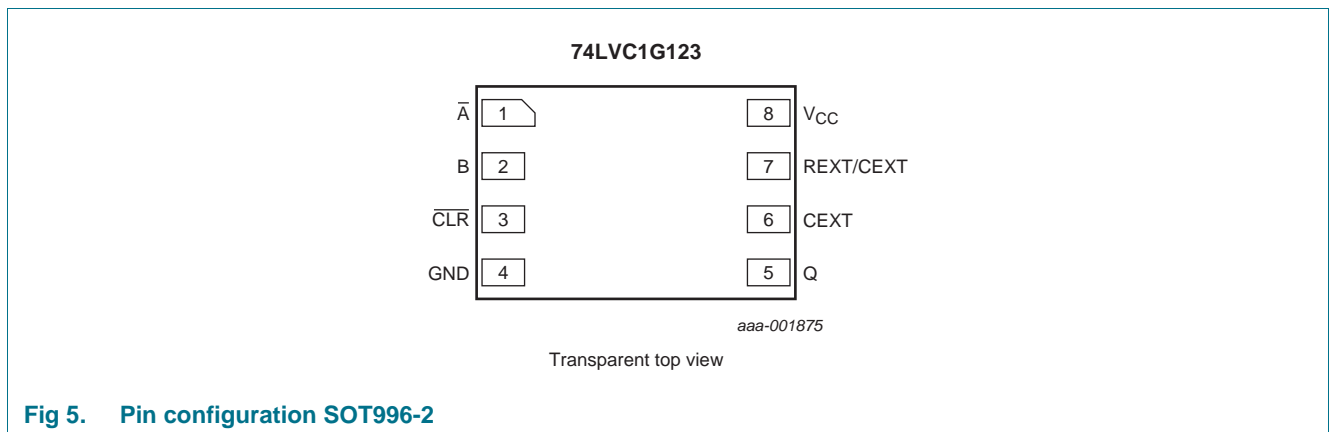 74LVC1G123
A̅ 1 8 VCC
B 2 7 REXT/CEXT
C̅L̅R̅ 3 6 CEXT
GND 4 5 Q
aaa-001875
Transparent top view
Fig 5. Pin configuration SOT996-2